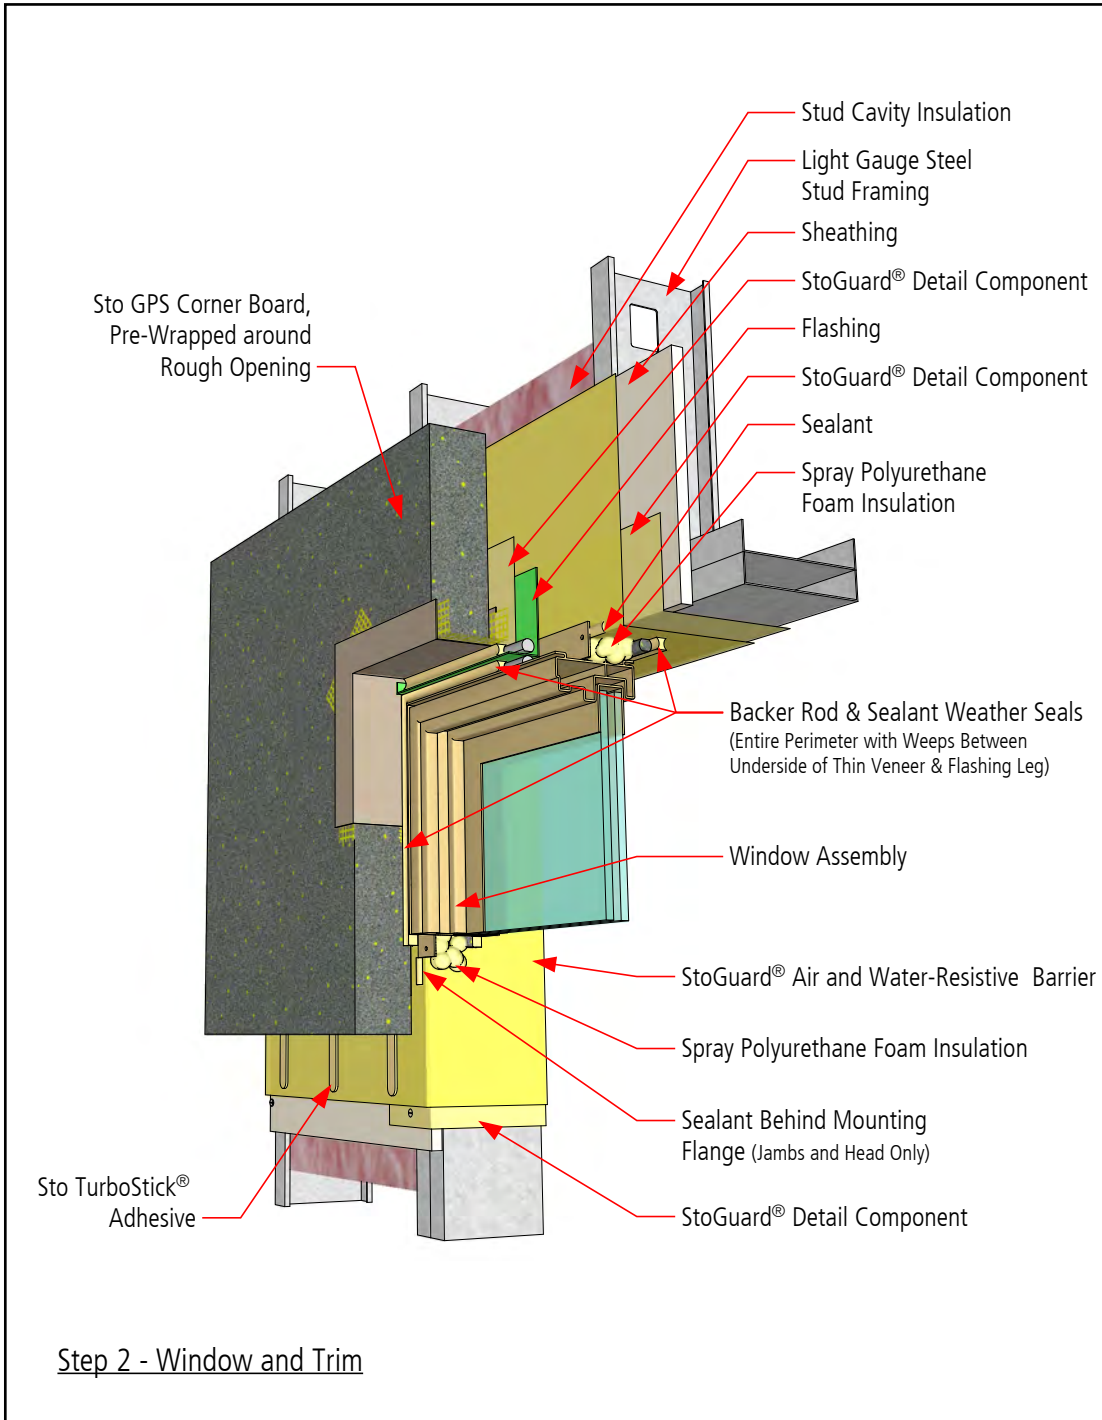 Stud Cavity Insulation
Light Gauge Steel
Stud Framing
Sheathing
StoGuard® Detail Component
Flashing
StoGuard® Detail Component
Sealant
Spray Polyurethane
Foam Insulation
Sto GPS Corner Board,
Pre-Wrapped around
Rough Opening
Backer Rod & Sealant Weather Seals
(Entire Perimeter with Weeps Between
Underside of Thin Veneer & Flashing Leg)
Window Assembly
StoGuard® Air and Water-Resistive Barrier
Spray Polyurethane Foam Insulation
Sealant Behind Mounting
Flange (Jambs and Head Only)
StoGuard® Detail Component
Sto TurboStick®
Adhesive
Step 2 - Window and Trim